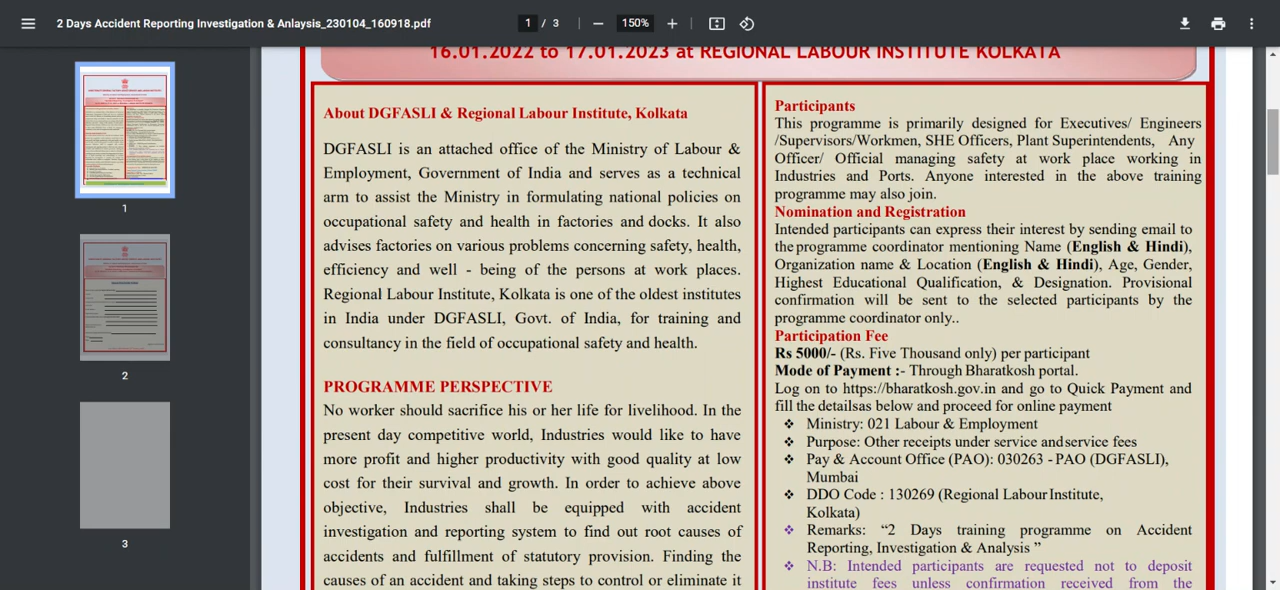 2 Days Accident Reporting Investigation & Anlaysis_230104_160918.pdf
1 / 3
150%
16.01.2022 to 17.01.2023 at REGIONAL LABOUR INSTITUTE KOLKATA
1
2
3
About DGFASLI & Regional Labour Institute, Kolkata
DGFASLI is an attached office of the Ministry of Labour &
Employment, Government of India and serves as a technical
arm to assist the Ministry in formulating national policies on
occupational safety and health in factories and docks. It also
advises factories on various problems concerning safety, health,
efficiency and well - being of the persons at work places.
Regional Labour Institute, Kolkata is one of the oldest institutes
in India under DGFASLI, Govt. of India, for training and
consultancy in the field of occupational safety and health.
PROGRAMME PERSPECTIVE
No worker should sacrifice his or her life for livelihood. In the
present day competitive world, Industries would like to have
more profit and higher productivity with good quality at low
cost for their survival and growth. In order to achieve above
objective, Industries shall be equipped with accident
investigation and reporting system to find out root causes of
accidents and fulfillment of statutory provision. Finding the
causes of an accident and taking steps to control or eliminate it
Participants
This programme is primarily designed for Executives/ Engineers
/Supervisors/Workmen, SHE Officers, Plant Superintendents, Any
Officer/ Official managing safety at work place working in
Industries and Ports. Anyone interested in the above training
programme may also join.
Nomination and Registration
Intended participants can express their interest by sending email to
the programme coordinator mentioning Name (English & Hindi),
Organization name & Location (English & Hindi), Age, Gender,
Highest Educational Qualification, & Designation. Provisional
confirmation will be sent to the selected participants by the
programme coordinator only..
Participation Fee
Rs 5000/- (Rs. Five Thousand only) per participant
Mode of Payment :- Through Bharatkosh portal.
Log on to https://bharatkosh.gov.in and go to Quick Payment and
fill the detailsas below and proceed for online payment
❖ Ministry: 021 Labour & Employment
❖ Purpose: Other receipts under service andservice fees
❖ Pay & Account Office (PAO): 030263 - PAO (DGFASLI),
Mumbai
❖ DDO Code : 130269 (Regional Labour Institute,
Kolkata)
❖ Remarks: “2 Days training programme on Accident
Reporting, Investigation & Analysis ”
❖ N.B: Intended participants are requested not to deposit
institute fees unless confirmation received from the